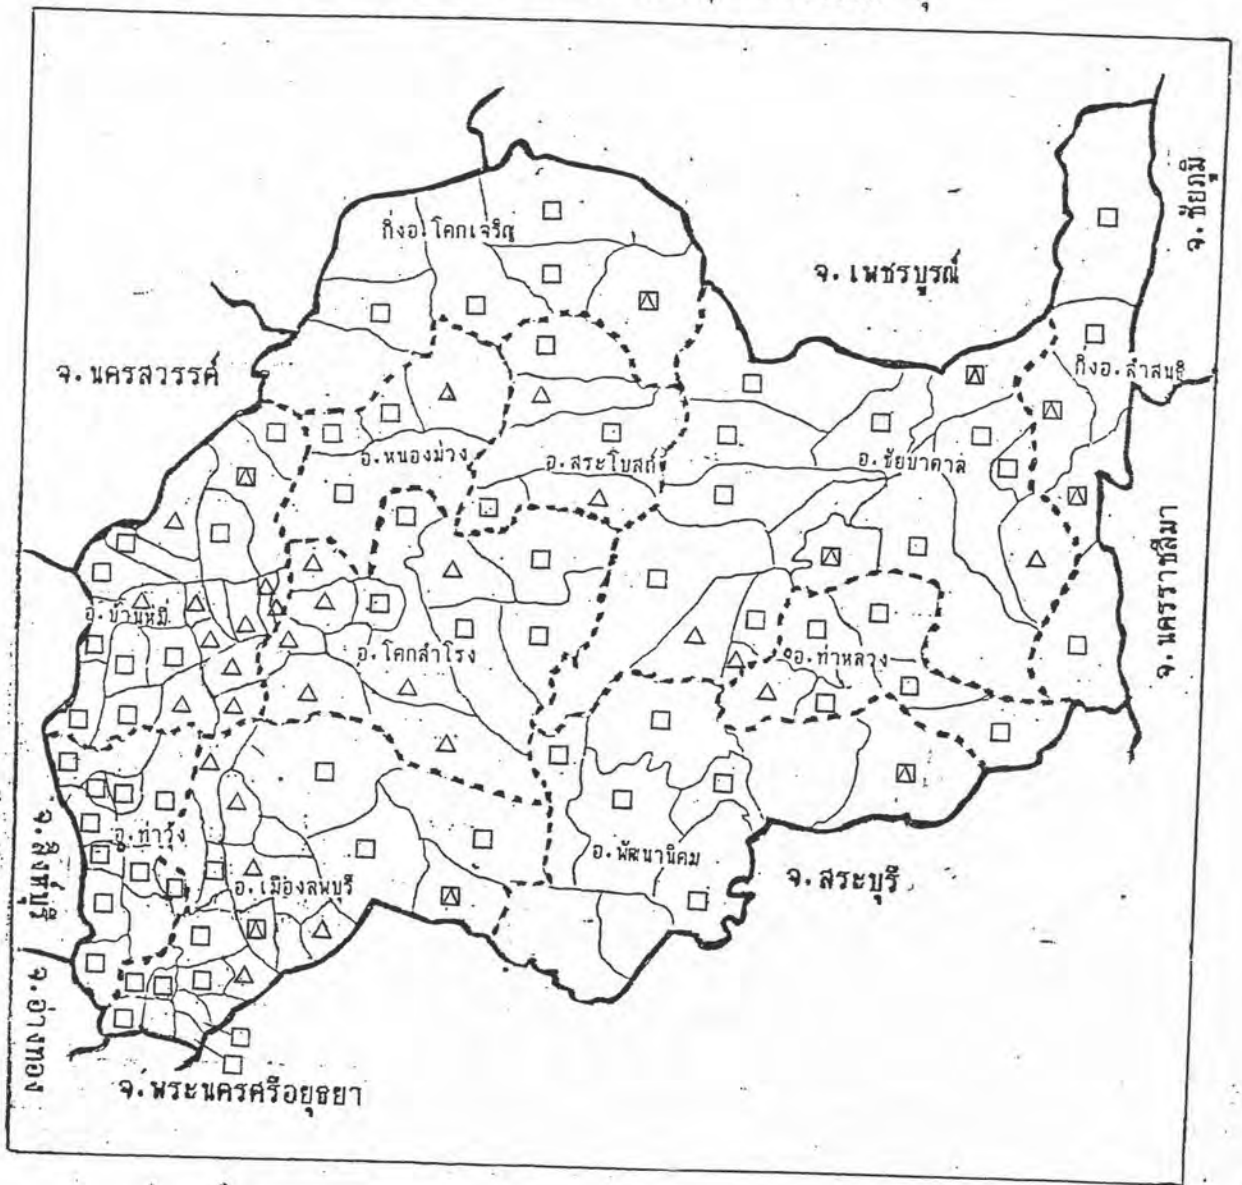 กิ่งอ.โคกเจริญ
จ.ชัยภูมิ
จ.เพชรบูรณ์
จ.นครสวรรค์
กิ่งอ.ลำสนธิ
อ.หนองม่วง
อ.สระโบสถ์
อ.ชัยบาดาล
จ.นครราชสีมา
อ.บ้านหมี่
อ.โคกสำโรง
อ.ท่าหลวง
อ.ท่าวุ้ง
จ.สิงห์บุรี
อ.พัฒนานิคม
อ.เมืองลพบุรี
จ.สระบุรี
จ.อ่างทอง
จ.พระนครศรีอยุธยา